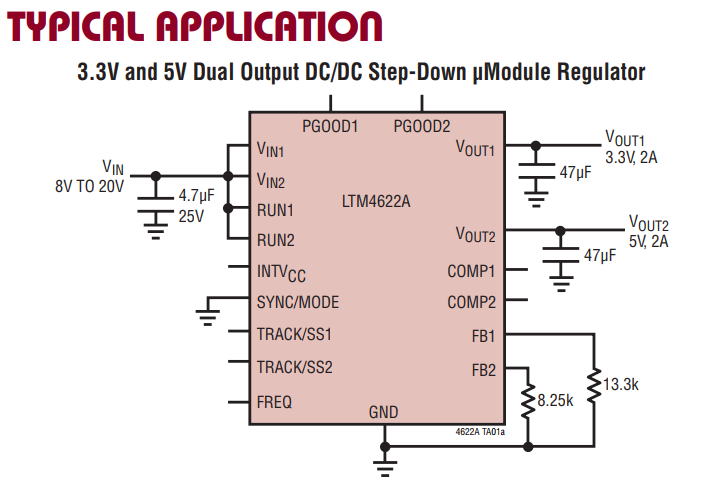 TYPICAL APPLICATION
3.3V and 5V Dual Output DC/DC Step-Down µModule Regulator
PGOOD1 PGOOD2
VIN
8V TO 20V
4.7µF
25V
VIN1
VIN2
RUN1
RUN2
INTVCC
SYNC/MODE
TRACK/SS1
TRACK/SS2
FREQ
LTM4622A
GND
VOUT1
VOUT2
COMP1
COMP2
FB1
FB2
47µF
VOUT1
3.3V, 2A
47µF
VOUT2
5V, 2A
8.25k
13.3k
4622A TA01a